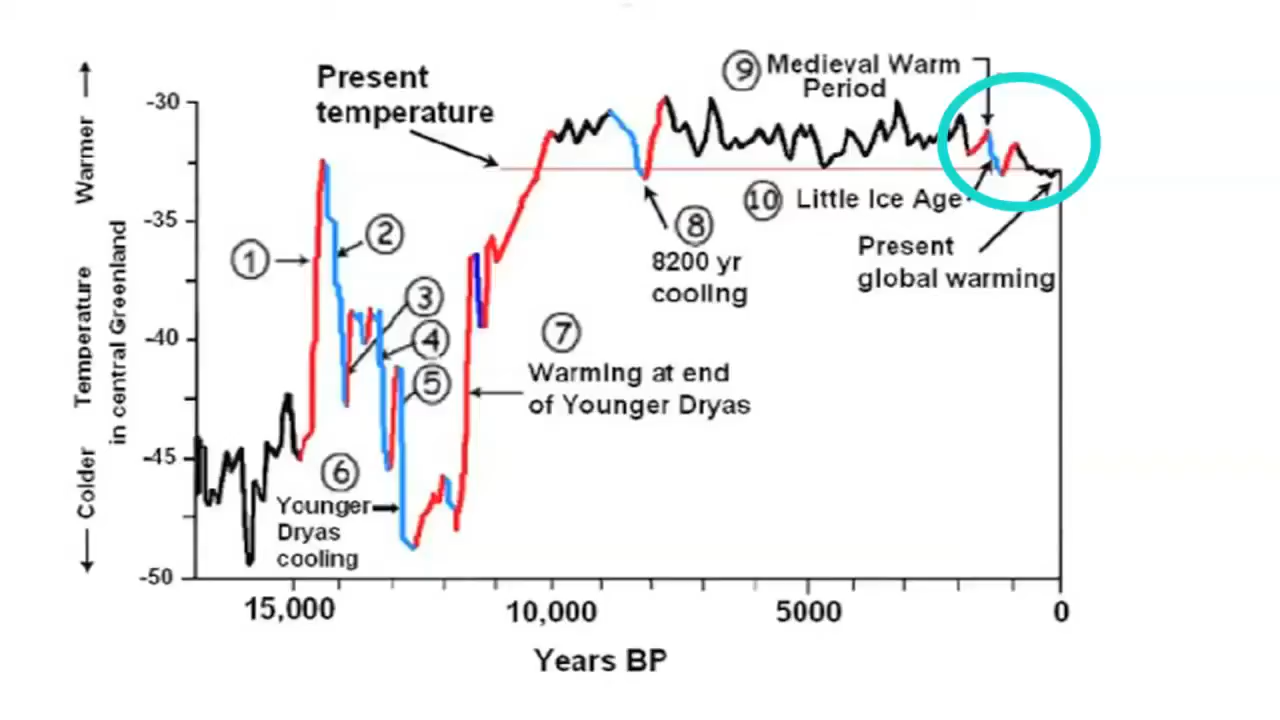 Present
temperature
⑨ Medieval Warm
Period
Warmer
Temperature
in central Greenland
Colder
-30
-35
-40
-45
-50
①
②
③
④
⑤
⑥
Younger
Dryas
cooling
⑦
Warming at end
of Younger Dryas
⑧
8200 yr
cooling
⑩ Little Ice Age
Present
global warming
15,000
10,000
5000
0
Years BP